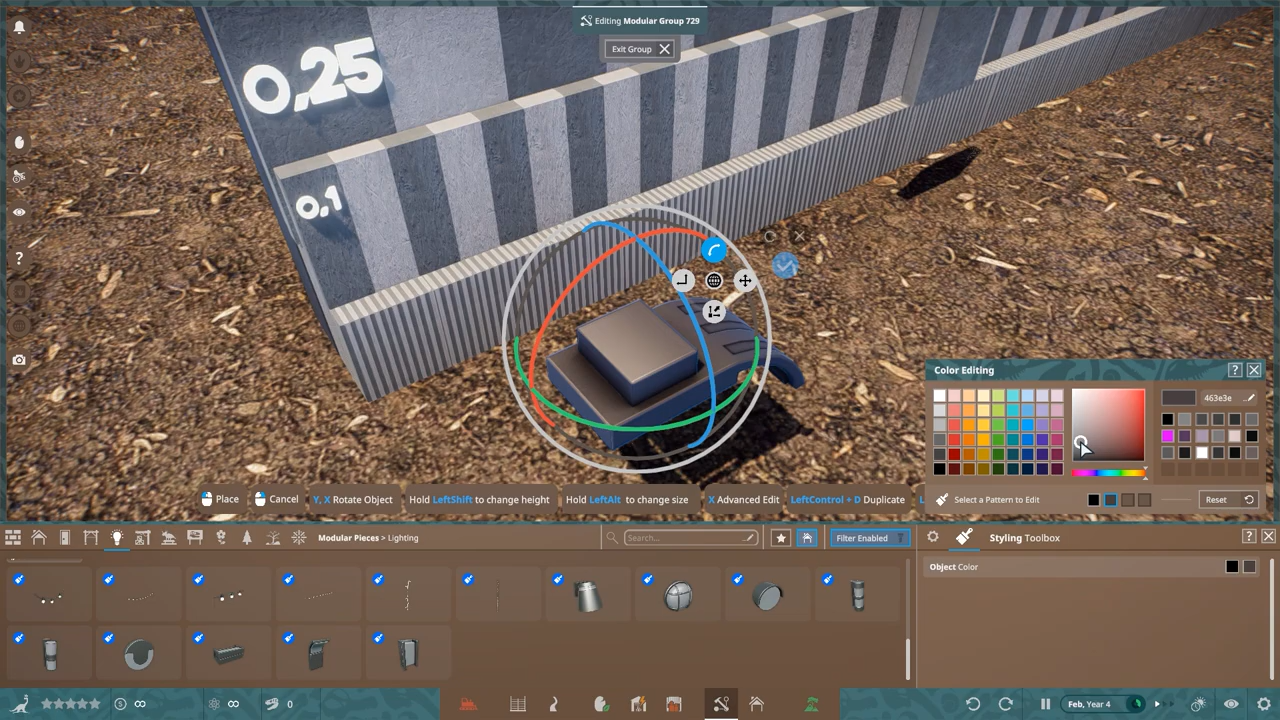 Editing Modular Group 729
Exit Group
0,25
0,1
Color Editing
?
463e3e
Place
Cancel
Y, X Rotate Object
Hold LeftShift to change height
Hold LeftAlt to change size
X Advanced Edit
LeftControl + D Duplicate
L
Select a Pattern to Edit
Reset
Modular Pieces > Lighting
Search...
Filter Enabled
Styling Toolbox
?
Object Color
?
∞
∞
0
Feb, Year 4